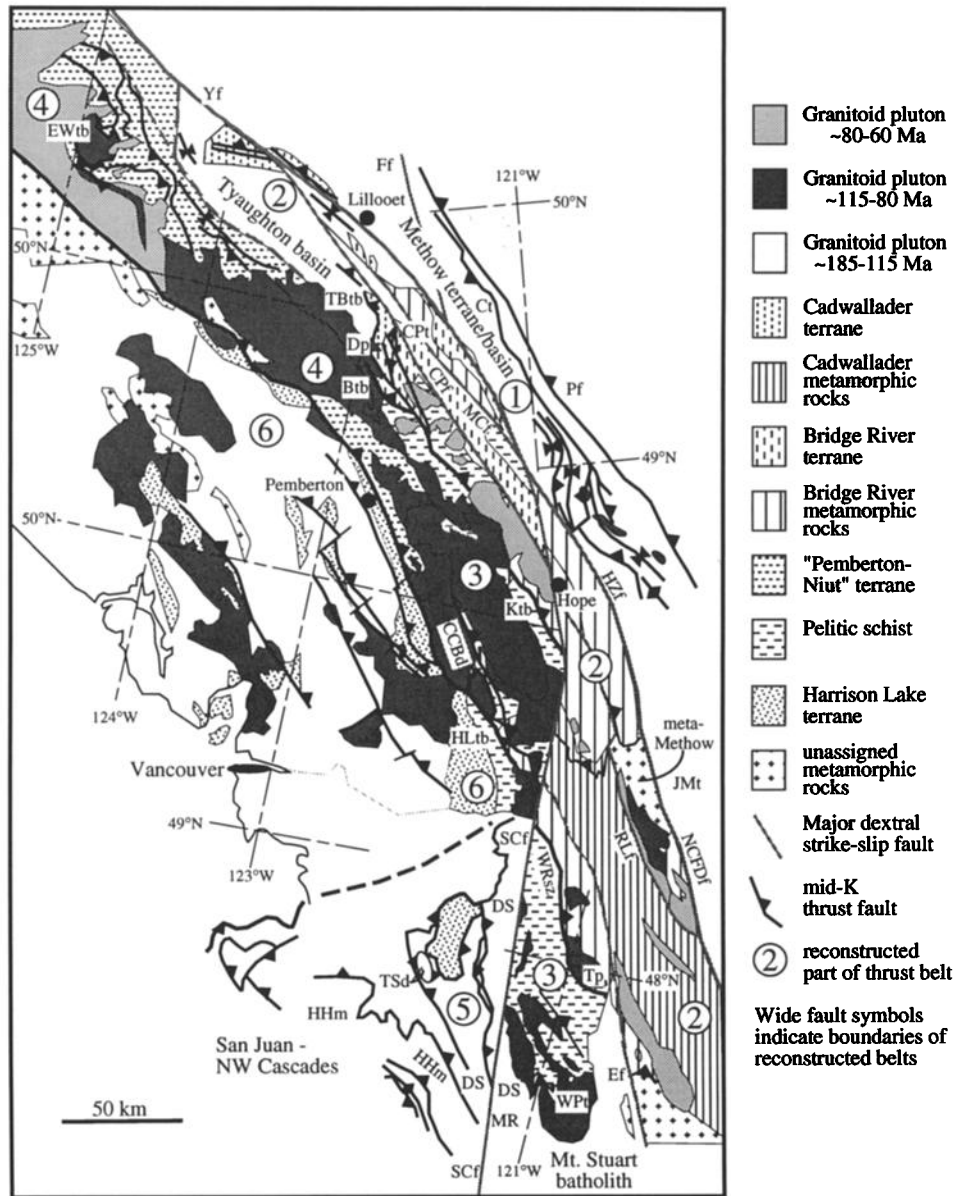 Yf
4
EWtb
2
Lillooet
Ff
121°W
50°N
Tyaughton basin
Methow terrane/basin
50°N
Ct
TBtb
125°W
Dp
CPt
4
CPf
Btb
MCC
1
Pf
6
49°N
Pemberton
50°N
3
HZf
Ktb
Hope
CCBd
2
124°W
meta-
Methow
HLtb
JMt
Vancouver
6
49°N
SCf
RLf
NCFDf
123°W
WRsz
DS
3
Tp
48°N
TSd
5
2
HHm
San Juan -
NW Cascades
HHm
DS
DS
Ef
50 km
MR
WPt
SCf
121°W
Mt. Stuart
batholith
Granitoid pluton
~80-60 Ma
Granitoid pluton
~115-80 Ma
Granitoid pluton
~185-115 Ma
Cadwallader
terrane
Cadwallader
metamorphic
rocks
Bridge River
terrane
Bridge River
metamorphic
rocks
"Pemberton-
Niut" terrane
Pelitic schist
Harrison Lake
terrane
unassigned
metamorphic
rocks
Major dextral
strike-slip fault
mid-K
thrust fault
2
reconstructed
part of thrust belt
Wide fault symbols
indicate boundaries of
reconstructed belts